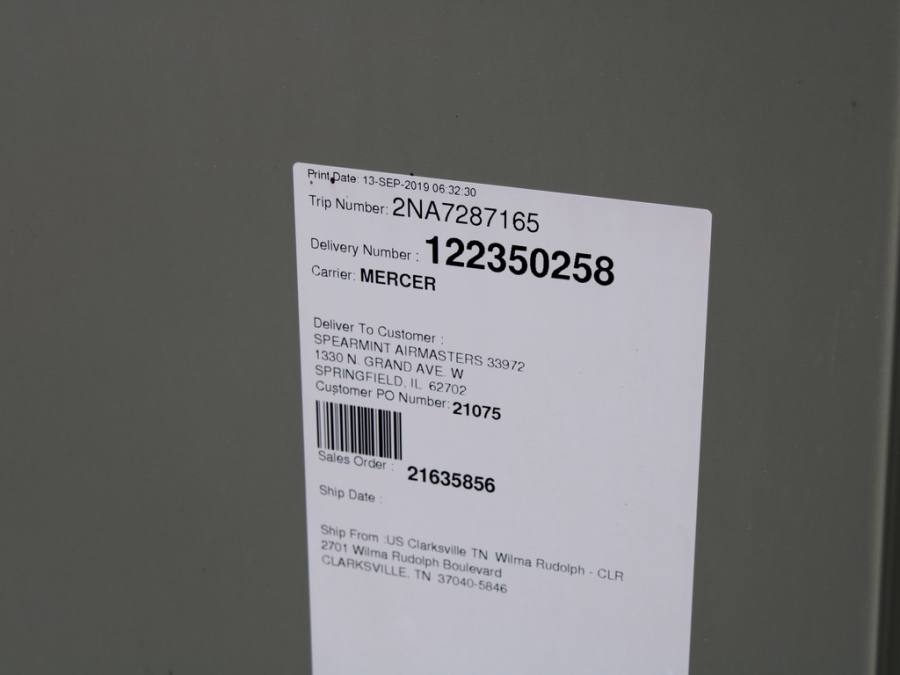 Print Date: 13-SEP-2019 06:32:30
Trip Number: 2NA7287165
Delivery Number : 122350258
Carrier: MERCER
Deliver To Customer :
SPEARMINT AIRMASTERS 33972
1330 N. GRAND AVE. W
SPRINGFIELD, IL 62702
Customer PO Number: 21075
Sales Order : 21635856
Ship Date :
Ship From :US Clarksville TN Wilma Rudolph - CLR
2701 Wilma Rudolph Boulevard
CLARKSVILLE, TN 37040-5846